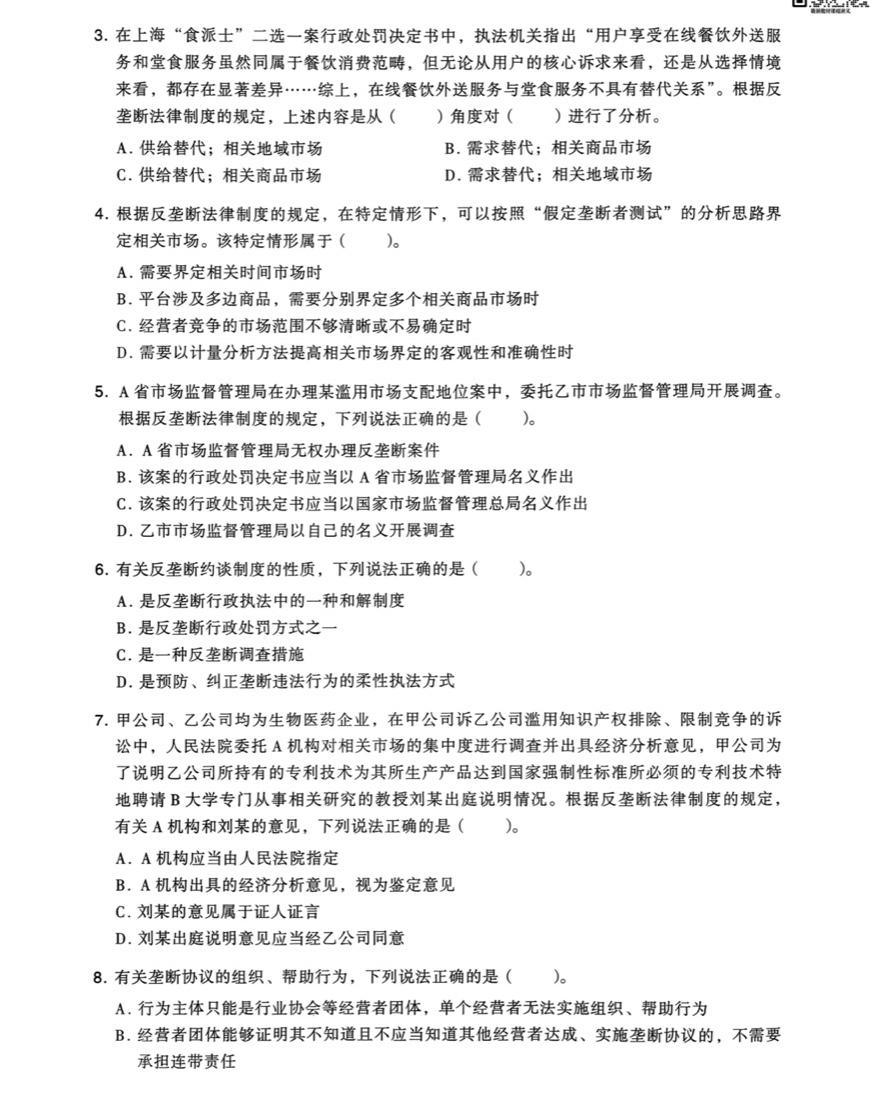 3. 在上海“食派士”二选一案行政处罚决定书中，执法机关指出“用户享受在线餐饮外送服
务和堂食服务虽然同属于餐饮消费范畴，但无论从用户的核心诉求来看，还是从选择情境
来看，都存在显著差异……综上，在线餐饮外送服务与堂食服务不具有替代关系”。根据反
垄断法律制度的规定，上述内容是从（　　）角度对（　　）进行了分析。
A. 供给替代；相关地域市场　B. 需求替代；相关商品市场
C. 供给替代；相关商品市场　D. 需求替代；相关地域市场
4. 根据反垄断法律制度的规定，在特定情形下，可以按照“假定垄断者测试”的分析思路界
定相关市场。该特定情形属于（　　）。
A. 需要界定相关时间市场时
B. 平台涉及多边商品，需要分别界定多个相关商品市场时
C. 经营者竞争的市场范围不够清晰或不易确定时
D. 需要以计量分析方法提高相关市场界定的客观性和准确性时
5. A 省市场监督管理局在办理某滥用市场支配地位案中，委托乙市市场监督管理局开展调查。
根据反垄断法律制度的规定，下列说法正确的是（　　）。
A. A 省市场监督管理局无权办理反垄断案件
B. 该案的行政处罚决定书应当以 A 省市场监督管理局名义作出
C. 该案的行政处罚决定书应当以国家市场监督管理总局名义作出
D. 乙市市场监督管理局以自己的名义开展调查
6. 有关反垄断约谈制度的性质，下列说法正确的是（　　）。
A. 是反垄断行政执法中的一种和解制度
B. 是反垄断行政处罚方式之一
C. 是一种反垄断调查措施
D. 是预防、纠正垄断违法行为的柔性执法方式
7. 甲公司、乙公司均为生物医药企业，在甲公司诉乙公司滥用知识产权排除、限制竞争的诉
讼中，人民法院委托 A 机构对相关市场的集中度进行调查并出具经济分析意见，甲公司为
了说明乙公司所持有的专利技术为其所生产产品达到国家强制性标准所必须的专利技术特
地聘请 B 大学专门从事相关研究的教授刘某出庭说明情况。根据反垄断法律制度的规定，
有关 A 机构和刘某的意见，下列说法正确的是（　　）。
A. A 机构应当由人民法院指定
B. A 机构出具的经济分析意见，视为鉴定意见
C. 刘某的意见属于证人证言
D. 刘某出庭说明意见应当经乙公司同意
8. 有关垄断协议的组织、帮助行为，下列说法正确的是（　　）。
A. 行为主体只能是行业协会等经营者团体，单个经营者无法实施组织、帮助行为
B. 经营者团体能够证明其不知道且不应当知道其他经营者达成、实施垄断协议的，不需要
承担连带责任